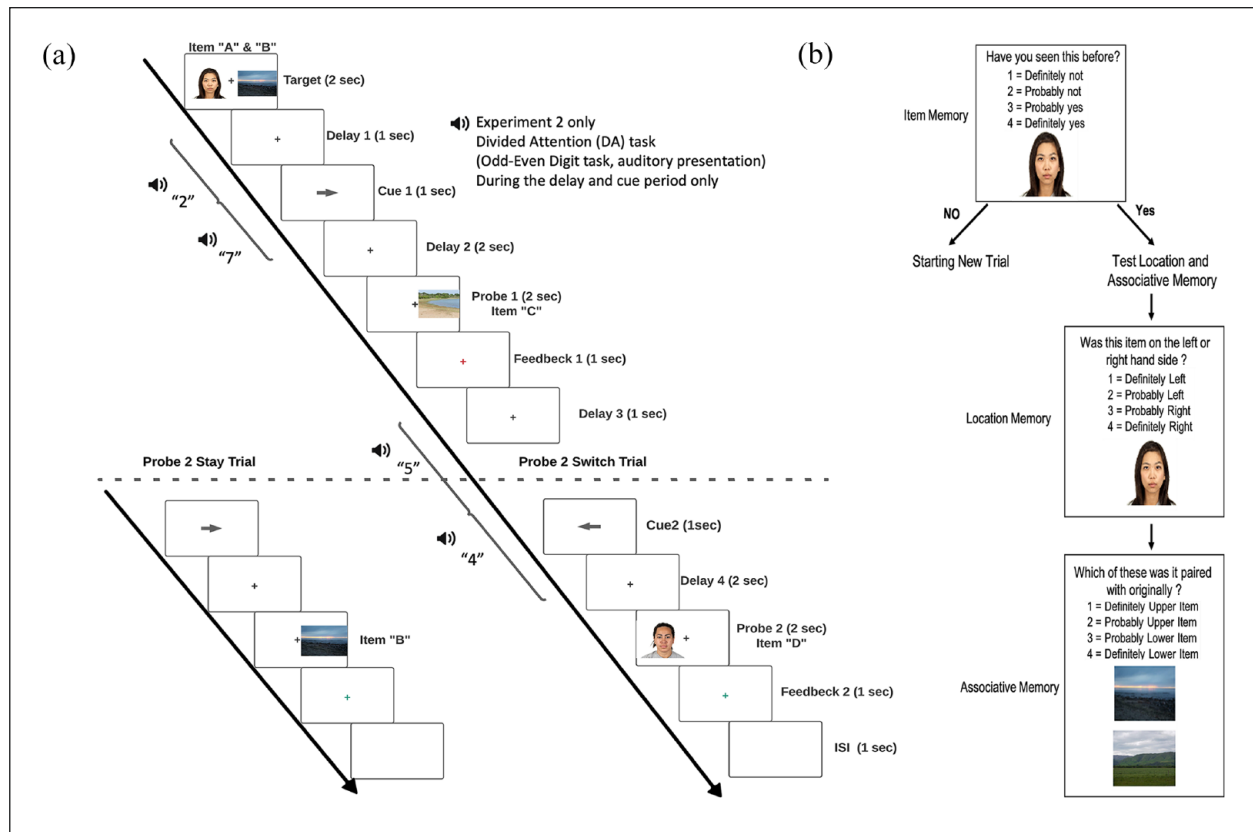 (a)
Item "A" & "B"
Target (2 sec)
Delay 1 (1 sec)
Cue 1 (1 sec)
Delay 2 (2 sec)
Probe 1 (2 sec)
Item "C"
Feedbeck 1 (1 sec)
Delay 3 (1 sec)
"2"
"7"
Experiment 2 only
Divided Attention (DA) task
(Odd-Even Digit task, auditory presentation)
During the delay and cue period only
Probe 2 Stay Trial
"5"
Probe 2 Switch Trial
"4"
Item "B"
Cue2 (1sec)
Delay 4 (2 sec)
Probe 2 (2 sec)
Item "D"
Feedbeck 2 (1 sec)
ISI (1 sec)
(b)
Item Memory
Have you seen this before?
1 = Definitely not
2 = Probably not
3 = Probably yes
4 = Definitely yes
NO
Yes
Starting New Trial
Test Location and
Associative Memory
Location Memory
Was this item on the left or
right hand side ?
1 = Definitely Left
2 = Probably Left
3 = Probably Right
4 = Definitely Right
Associative Memory
Which of these was it paired
with originally ?
1 = Definitely Upper Item
2 = Probably Upper Item
3 = Probably Lower Item
4 = Definitely Lower Item